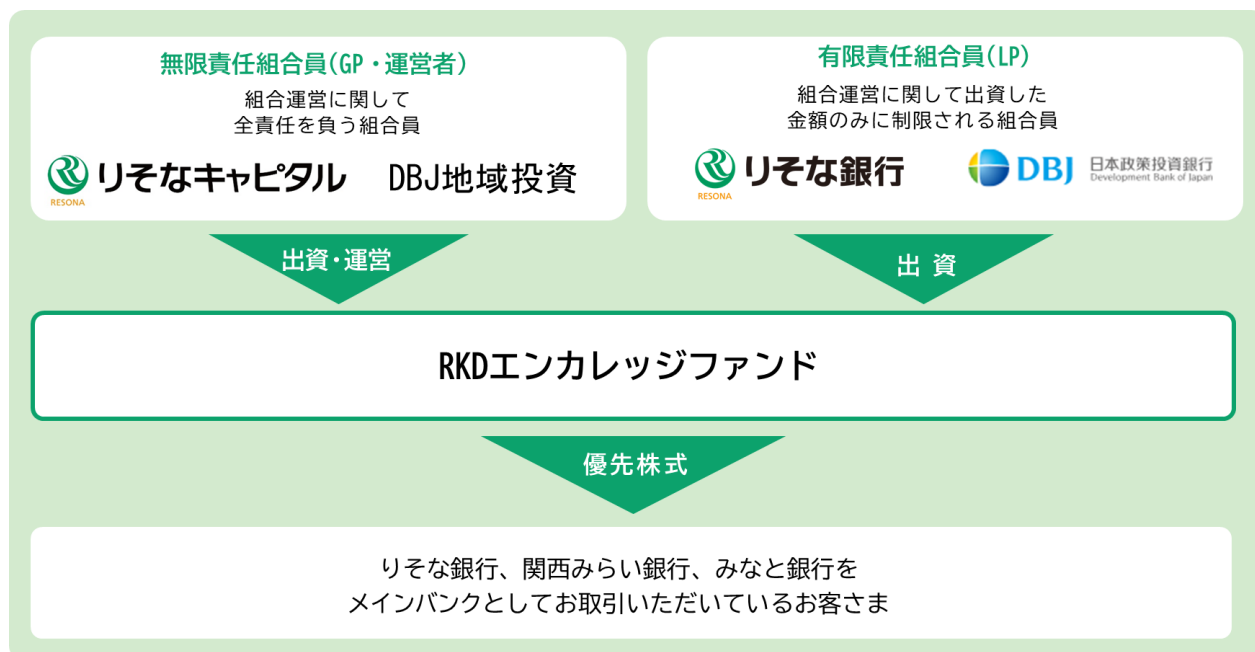 無限責任組合員(GP・運営者)
組合運営に関して
全責任を負う組合員
RESONA
りそなキャピタル
DBJ地域投資
有限責任組合員(LP)
組合運営に関して出資した
金額のみに制限される組合員
RESONA
りそな銀行
DBJ
日本政策投資銀行
Development Bank of Japan
出資・運営
出 資
RKDエンカレッジファンド
優先株式
りそな銀行、関西みらい銀行、みなと銀行を
メインバンクとしてお取引いただいているお客さま